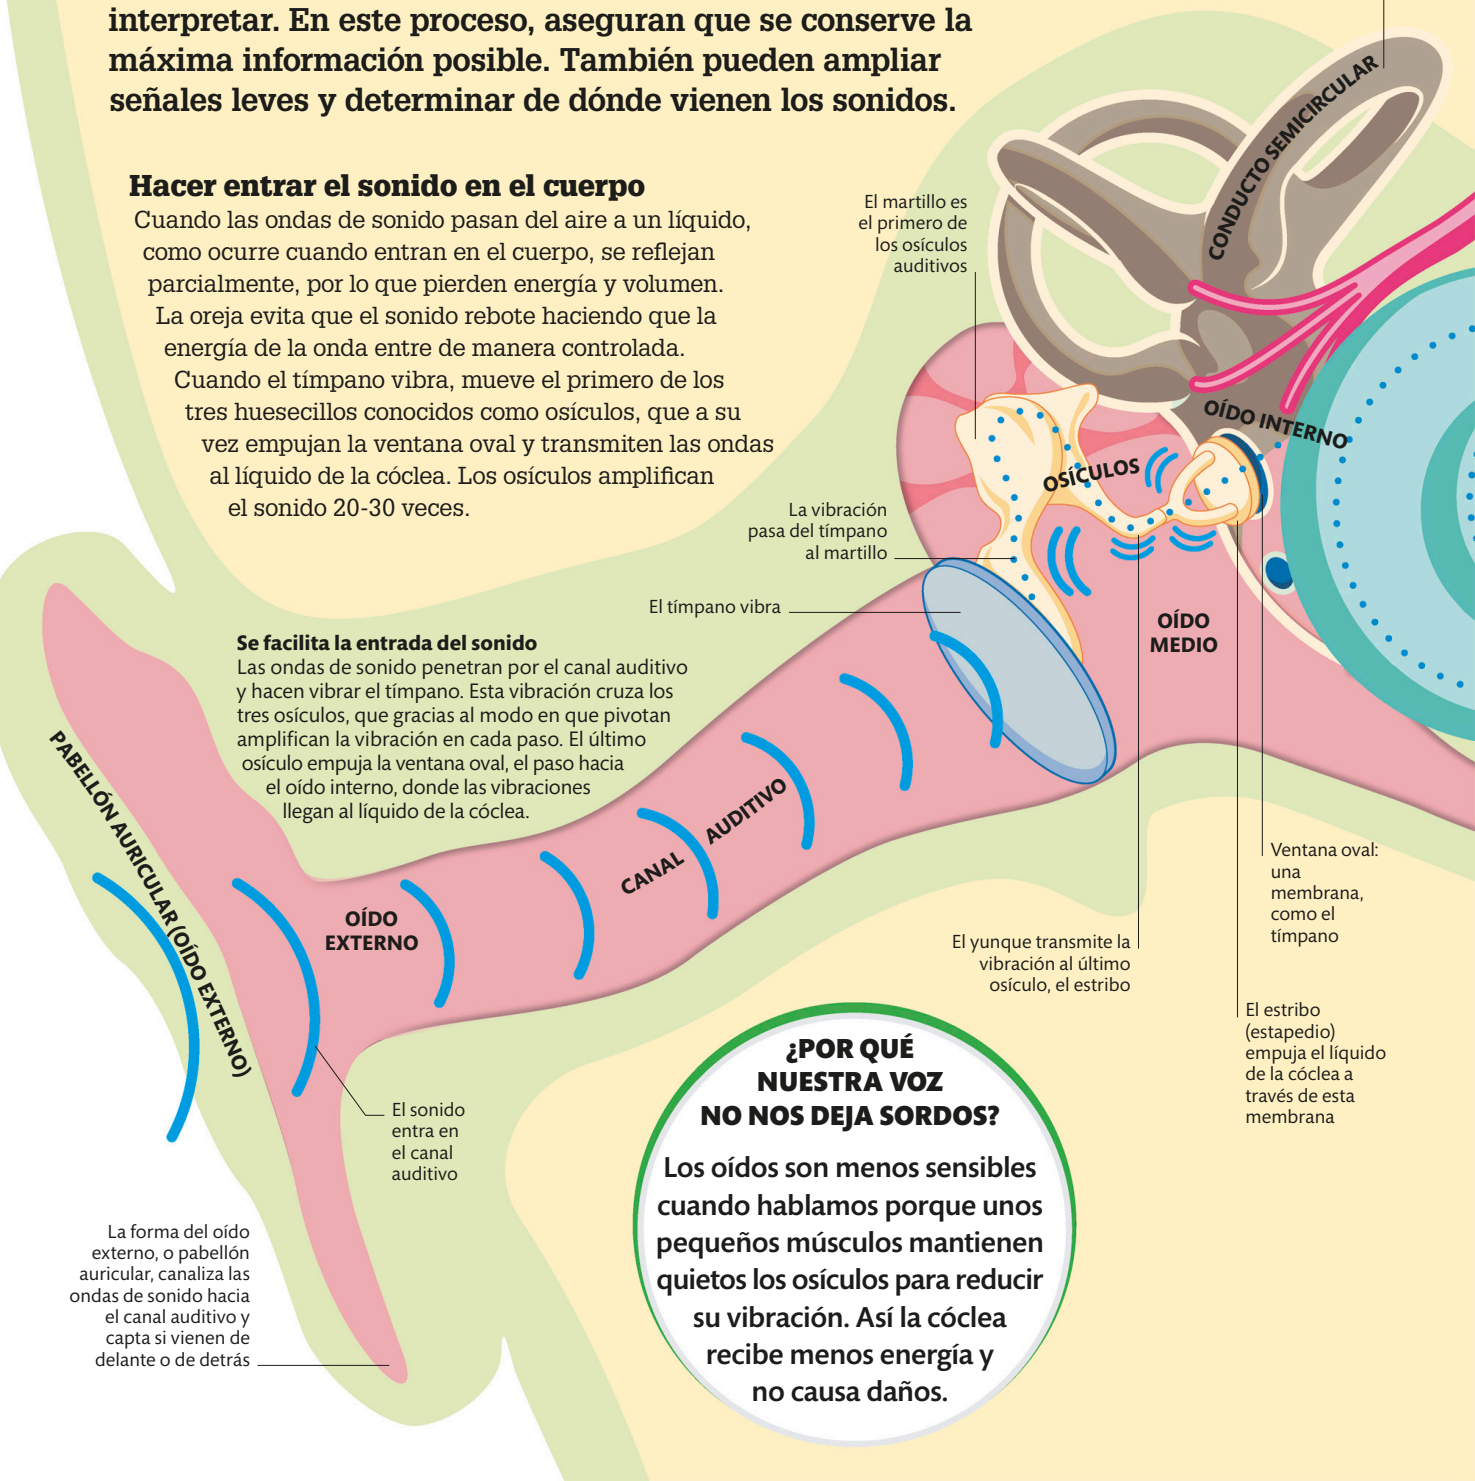 interpretar. En este proceso, aseguran que se conserve la
máxima información posible. También pueden ampliar
señales leves y determinar de dónde vienen los sonidos.
Hacer entrar el sonido en el cuerpo
Cuando las ondas de sonido pasan del aire a un líquido,
como ocurre cuando entran en el cuerpo, se reflejan
parcialmente, por lo que pierden energía y volumen.
La oreja evita que el sonido rebote haciendo que la
energía de la onda entre de manera controlada.
Cuando el tímpano vibra, mueve el primero de los
tres huesecillos conocidos como osículos, que a su
vez empujan la ventana oval y transmiten las ondas
al líquido de la cóclea. Los osículos amplifican
el sonido 20-30 veces.
El martillo es
el primero de
los osículos
auditivos
CONDUCTO SEMICIRCULAR
OÍDO INTERNO
OSÍCULOS
La vibración
pasa del tímpano
al martillo
El tímpano vibra
OÍDO
MEDIO
Se facilita la entrada del sonido
Las ondas de sonido penetran por el canal auditivo
y hacen vibrar el tímpano. Esta vibración cruza los
tres osículos, que gracias al modo en que pivotan
amplifican la vibración en cada paso. El último
osículo empuja la ventana oval, el paso hacia
el oído interno, donde las vibraciones
llegan al líquido de la cóclea.
PABELLÓN AURICULAR (OÍDO EXTERNO)
OÍDO
EXTERNO
CANAL AUDITIVO
Ventana oval:
una
membrana,
como el
tímpano
El yunque transmite la
vibración al último
osículo, el estribo
El estribo
(estapedio)
empuja el líquido
de la cóclea a
través de esta
membrana
El sonido
entra en
el canal
auditivo
La forma del oído
externo, o pabellón
auricular, canaliza las
ondas de sonido hacia
el canal auditivo y
capta si vienen de
delante o de detrás
¿POR QUÉ
NUESTRA VOZ
NO NOS DEJA SORDOS?
Los oídos son menos sensibles
cuando hablamos porque unos
pequeños músculos mantienen
quietos los osículos para reducir
su vibración. Así la cóclea
recibe menos energía y
no causa daños.